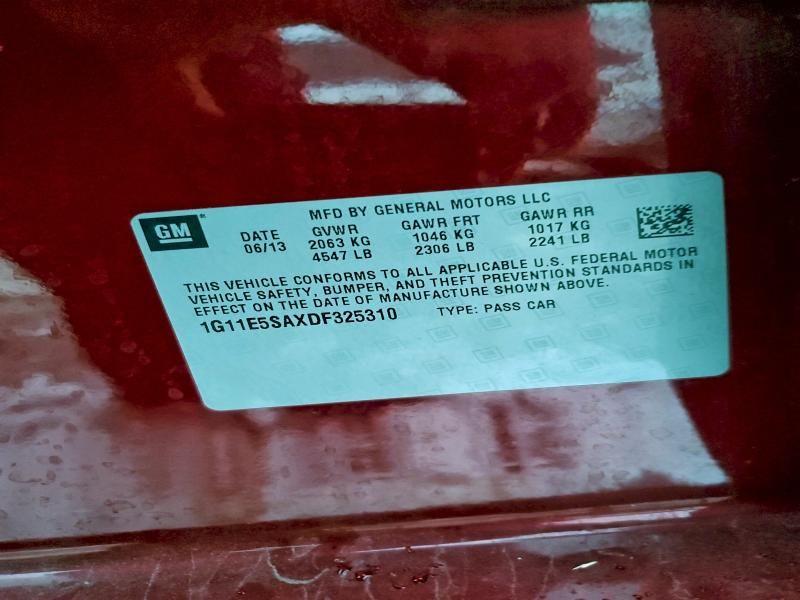 GM
MFD BY GENERAL MOTORS LLC
DATE GVWR GAWR FRT GAWR RR
06/13 2063 KG 1046 KG 1017 KG
4547 LB 2306 LB 2241 LB
THIS VEHICLE CONFORMS TO ALL APPLICABLE U.S. FEDERAL MOTOR
VEHICLE SAFETY, BUMPER, AND THEFT PREVENTION STANDARDS IN
EFFECT ON THE DATE OF MANUFACTURE SHOWN ABOVE.
1G11E5SAXDF325310 TYPE: PASS CAR